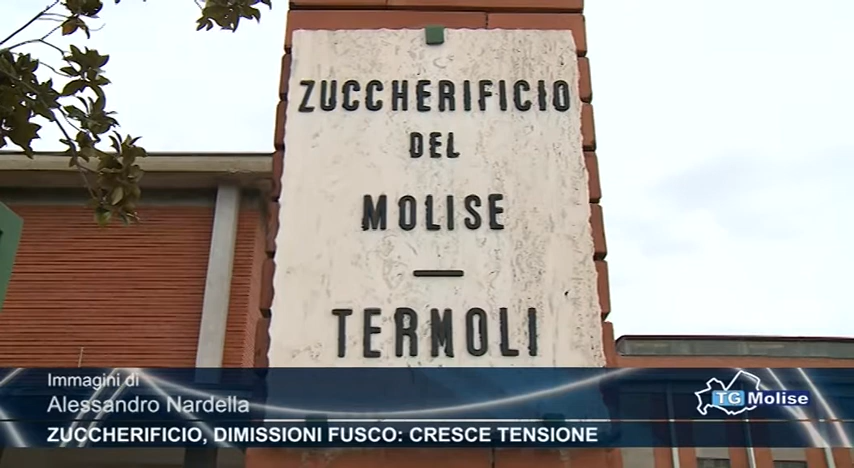 ZUCCHERIFICIO
DEL
MOLISE
—
TERMOLI
Immagini di
Alessandro Nardella
TG Molise
ZUCCHERIFICIO, DIMISSIONI FUSCO: CRESCE TENSIONE